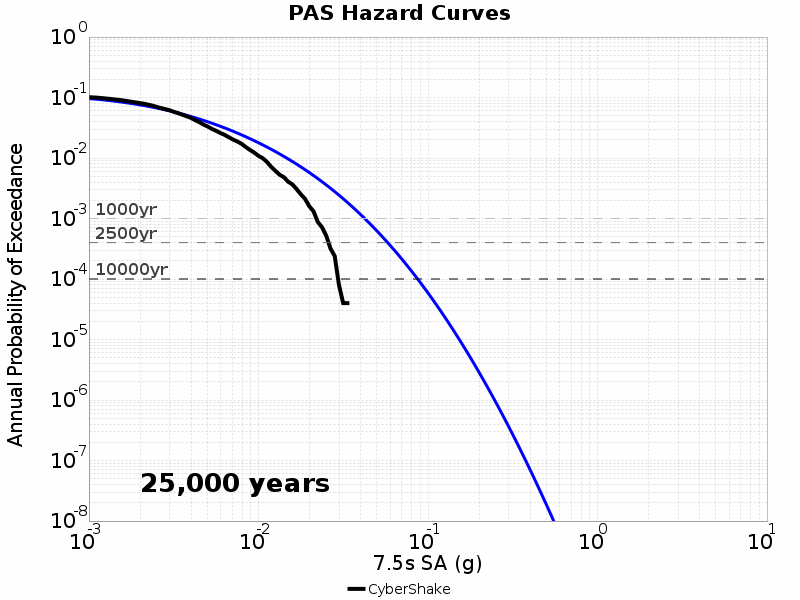 PAS Hazard Curves
Annual Probability of Exceedance
10^0
10^-1
10^-2
10^-3
10^-4
10^-5
10^-6
10^-7
10^-8
1000yr
2500yr
10000yr
25,000 years
10^-3
10^-2
10^-1
10^0
10^1
7.5s SA (g)
CyberShake